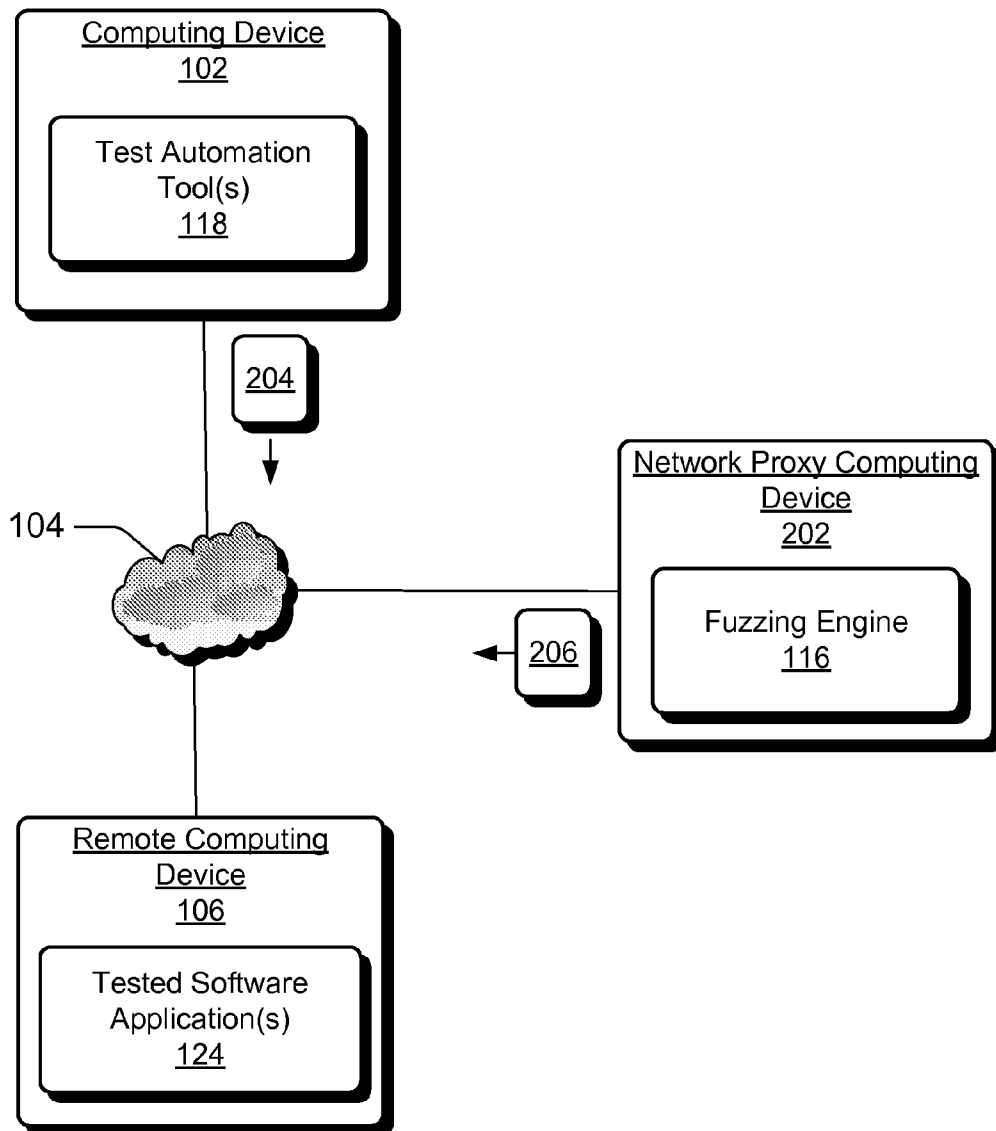 Computing Device
102
Test Automation
Tool(s)
118
204
104
Network Proxy Computing
Device
202
Fuzzing Engine
116
206
Remote Computing
Device
106
Tested Software
Application(s)
124